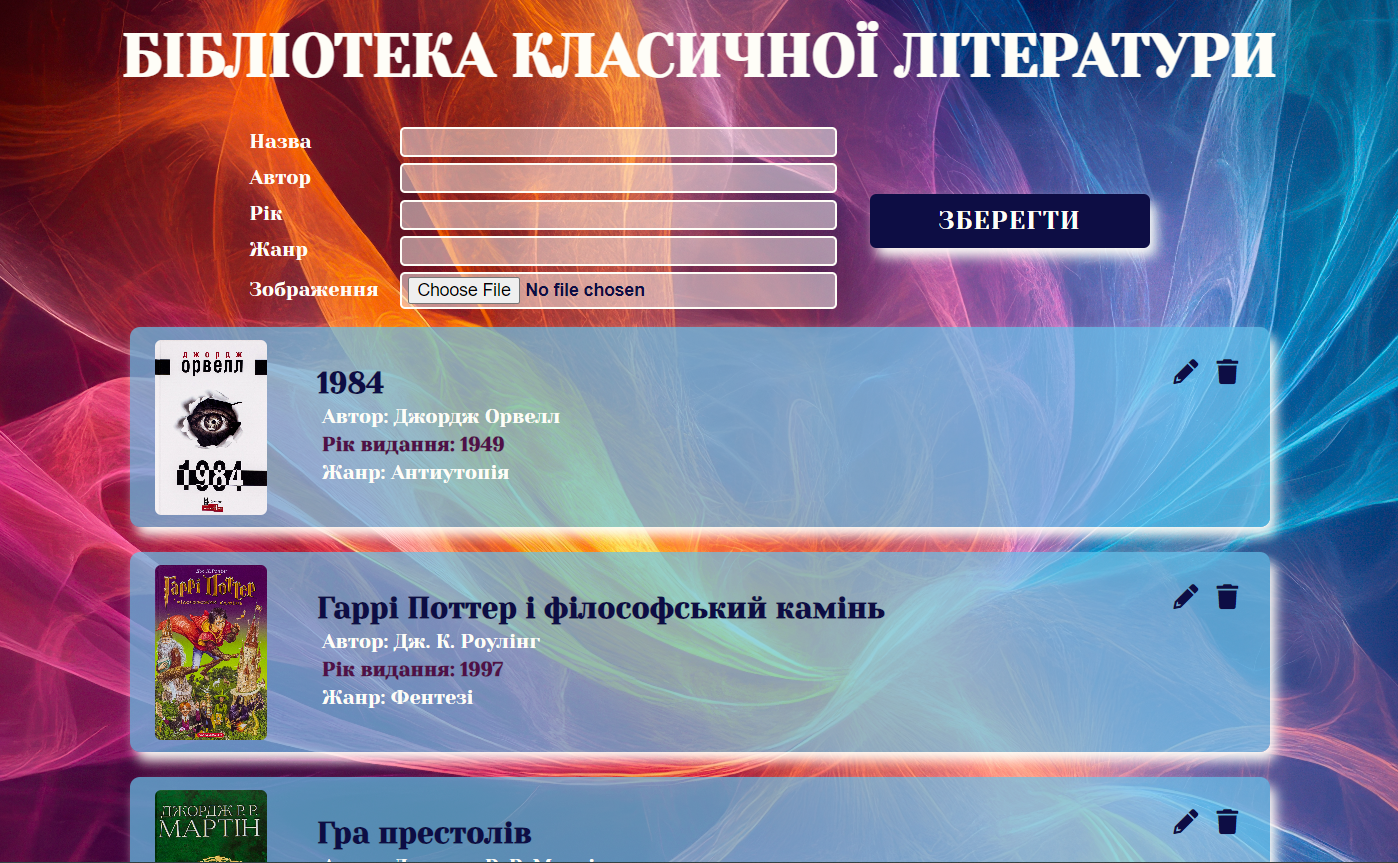 БІБЛІОТЕКА КЛАСИЧНОЇ ЛІТЕРАТУРИ
Назва
Автор
Рік
Жанр
Зображення
Choose File No file chosen
ЗБЕРЕГТИ
ДЖОРДЖ
ОРВЕЛЛ
1984
1984
Автор: Джордж Орвелл
Рік видання: 1949
Жанр: Антиутопія
Гаррі Поттер
Гаррі Поттер і філософський камінь
Автор: Дж. К. Роулінг
Рік видання: 1997
Жанр: Фентезі
ДЖОРДЖ Р. Р.
МАРТІН
Гра престолів